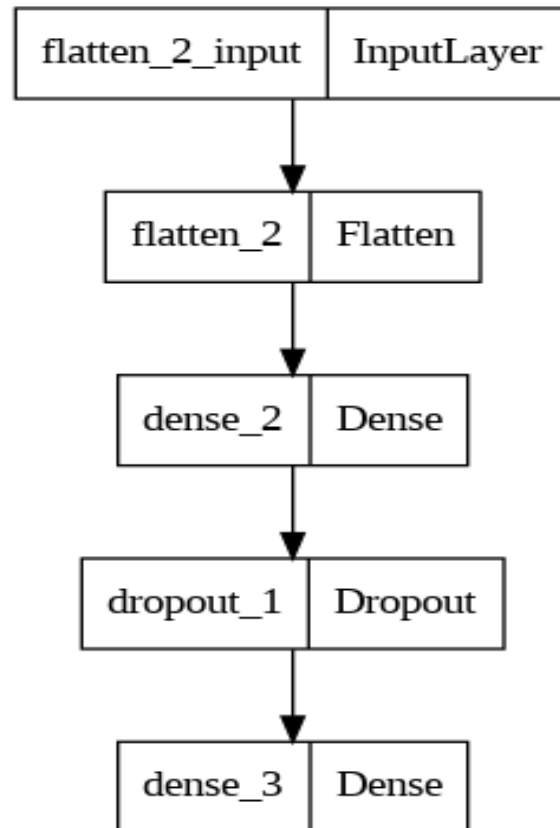 flatten_2_input InputLayer
flatten_2 Flatten
dense_2 Dense
dropout_1 Dropout
dense_3 Dense